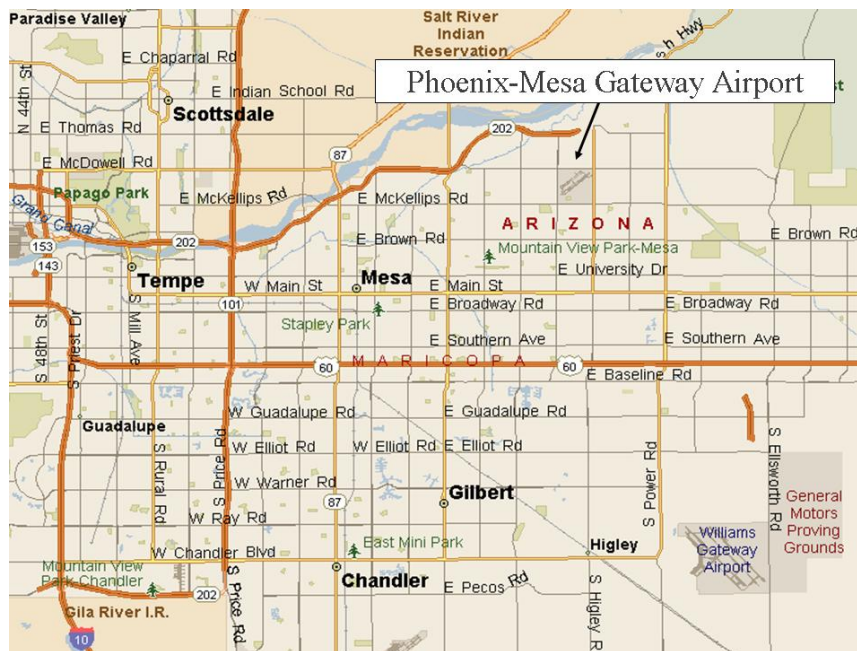 Paradise Valley
Salt River
Indian
Reservation
h Hwy
E Chaparral Rd
N 44th St
E Indian School Rd
Phoenix-Mesa Gateway Airport
Scottsdale
E Thomas Rd
202
87
E McDowell Rd
Papago Park
E McKellips Rd
E McKellips Rd
Grand Canal
ARIZONA
E Brown Rd
E Brown Rd
202
153
Mountain View Park-Mesa
143
E University Dr
Tempe
Mesa
W Main St
E Main St
101
E Broadway Rd
E Broadway Rd
S 48th St
S Priest Dr
S Mill Ave
Stapley Park
E Southern Ave
E Southern Ave
MARICOPA
60
60
E Baseline Rd
W Guadalupe Rd
E Guadalupe Rd
Guadalupe
W Elliot Rd
W Elliot Rd
E Elliot Rd
S Rural Rd
S Price Rd
S Power Rd
S Ellsworth Rd
W Warner Rd
87
Gilbert
General
Motors
Proving
Grounds
W Ray Rd
Williams
Gateway
Airport
East Mini Park
Higley
W Chandler Blvd
Mountain View
Park-Chandler
Chandler
E Pecos Rd
S Price Rd
S Higley R
202
Gila River I.R.
10